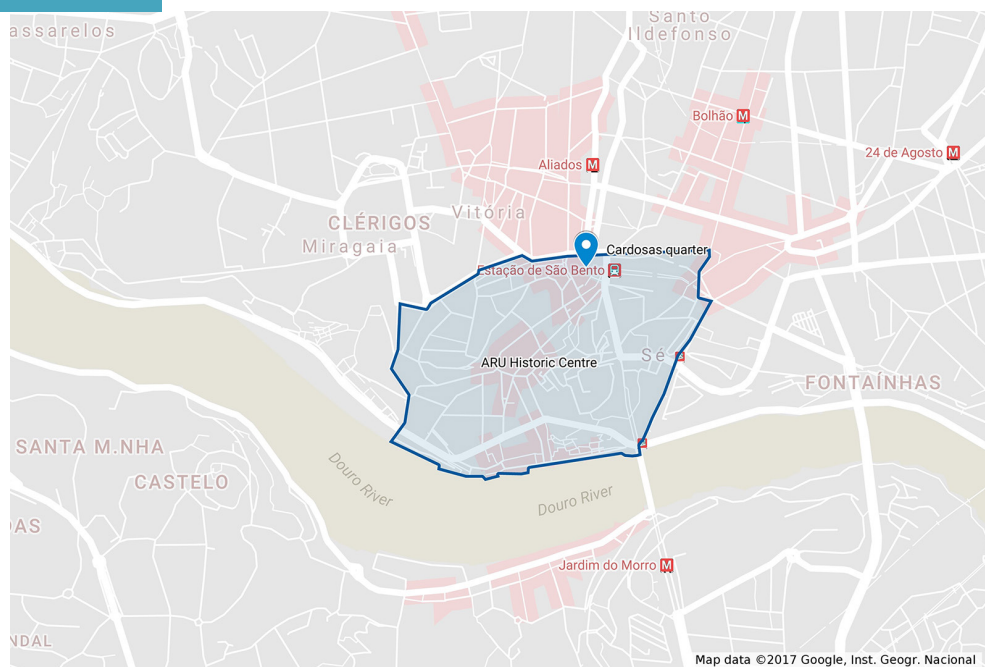 assarelos
Santo
Ildefonso
Bolhão M
24 de Agosto M
Aliados M
Vitória
CLÉRIGOS
Miragaia
Cardosas quarter
Estação de São Bento
Sé
ARU Historic Centre
FONTAÍNHAS
SANTA M.NHA
CASTELO
Douro River
Douro River
DAS
Jardim do Morro M
NDAL
Map data ©2017 Google, Inst. Geogr. Nacional